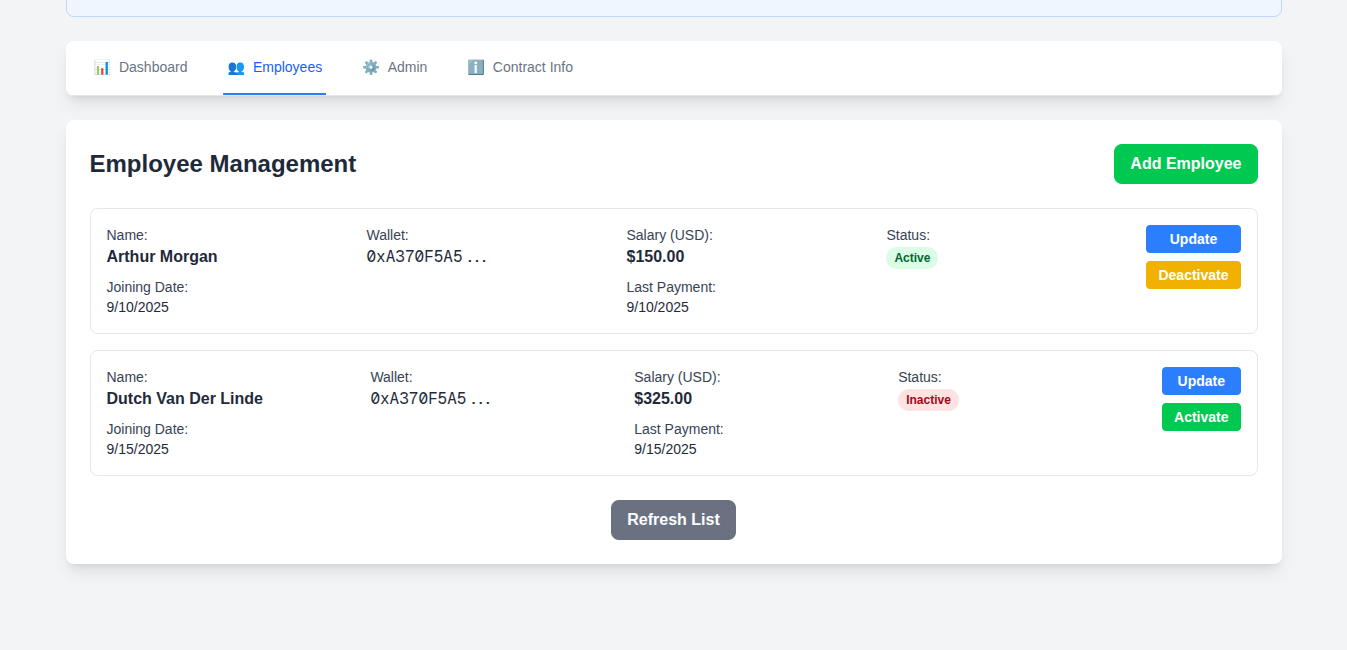 Dashboard Employees Admin Contract Info
Employee Management Add Employee
Name: Wallet: Salary (USD): Status: Update
Arthur Morgan 0xA370F5A5... $150.00 Active
Deactivate
Joining Date: Last Payment:
9/10/2025 9/10/2025
Name: Wallet: Salary (USD): Status: Update
Dutch Van Der Linde 0xA370F5A5... $325.00 Inactive
Activate
Joining Date: Last Payment:
9/15/2025 9/15/2025
Refresh List